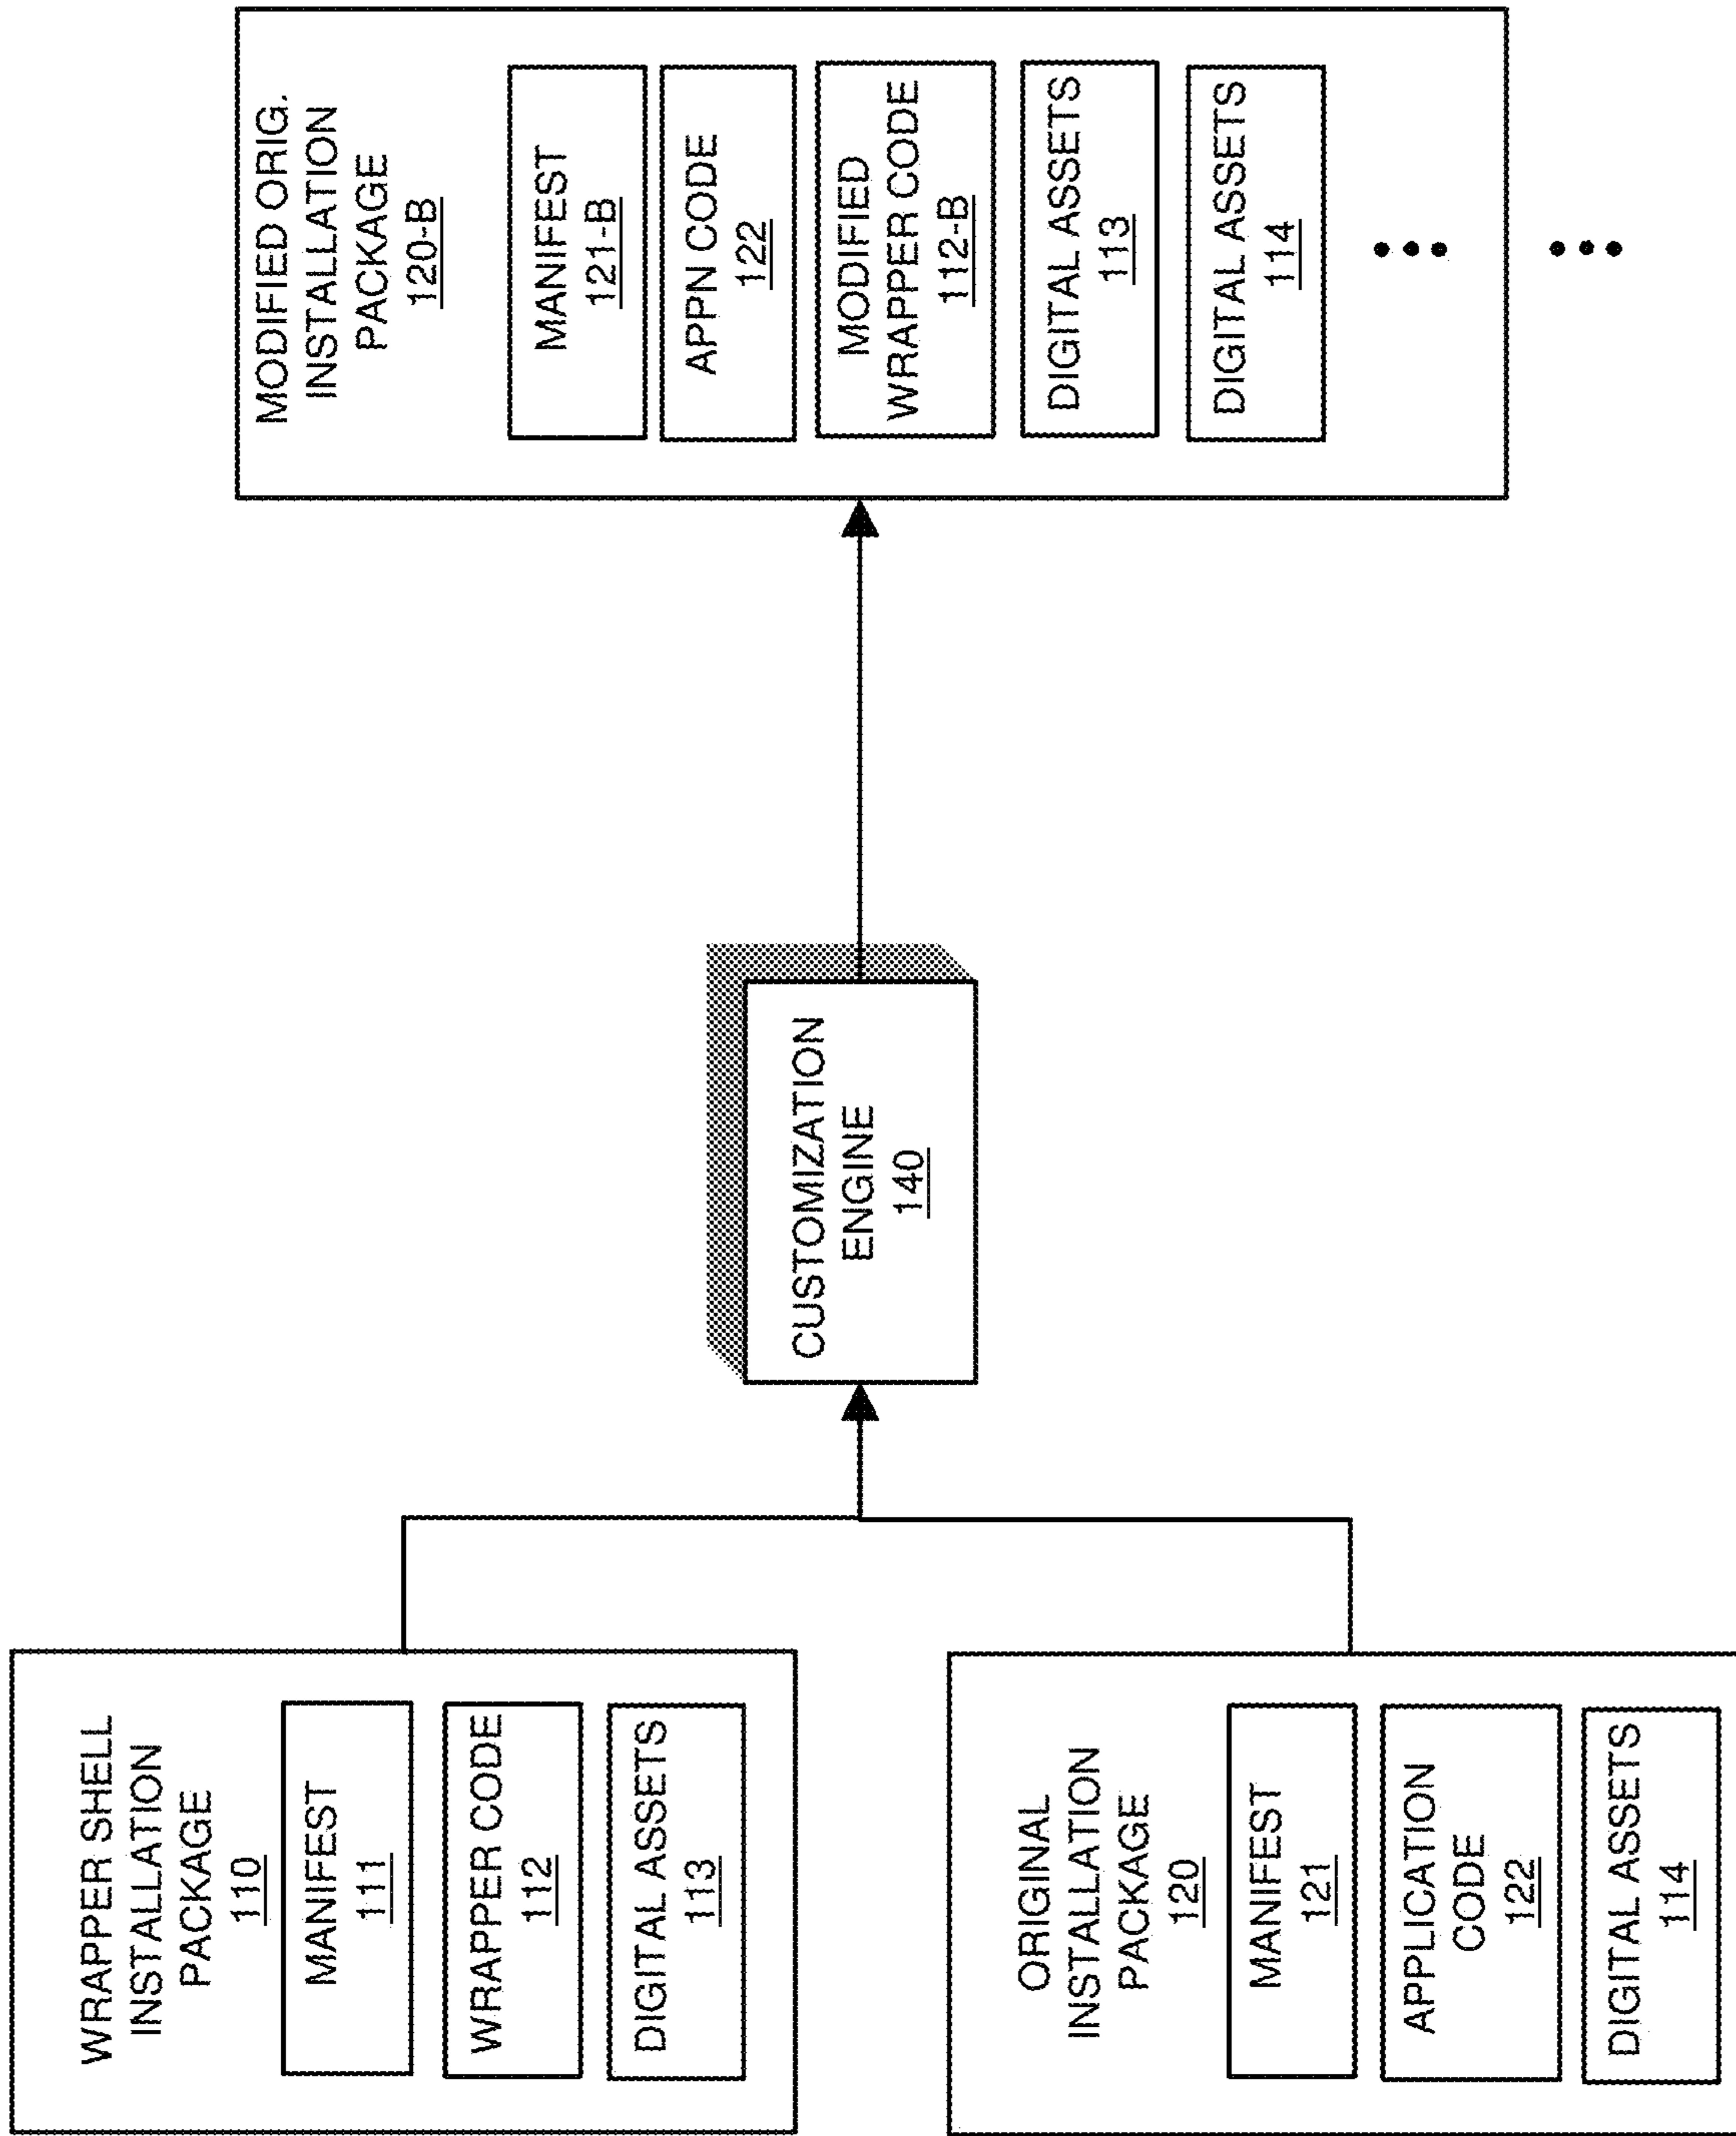 WRAPPER SHELL
INSTALLATION
PACKAGE
110
MANIFEST
111
WRAPPER CODE
112
DIGITAL ASSETS
113
ORIGINAL
INSTALLATION
PACKAGE
120
MANIFEST
121
APPLICATION
CODE
122
DIGITAL ASSETS
114
CUSTOMIZATION
ENGINE
140
MODIFIED ORIG.
INSTALLATION
PACKAGE
120-B
MANIFEST
121-B
APPN CODE
122
MODIFIED
WRAPPER CODE
112-B
DIGITAL ASSETS
113
DIGITAL ASSETS
114